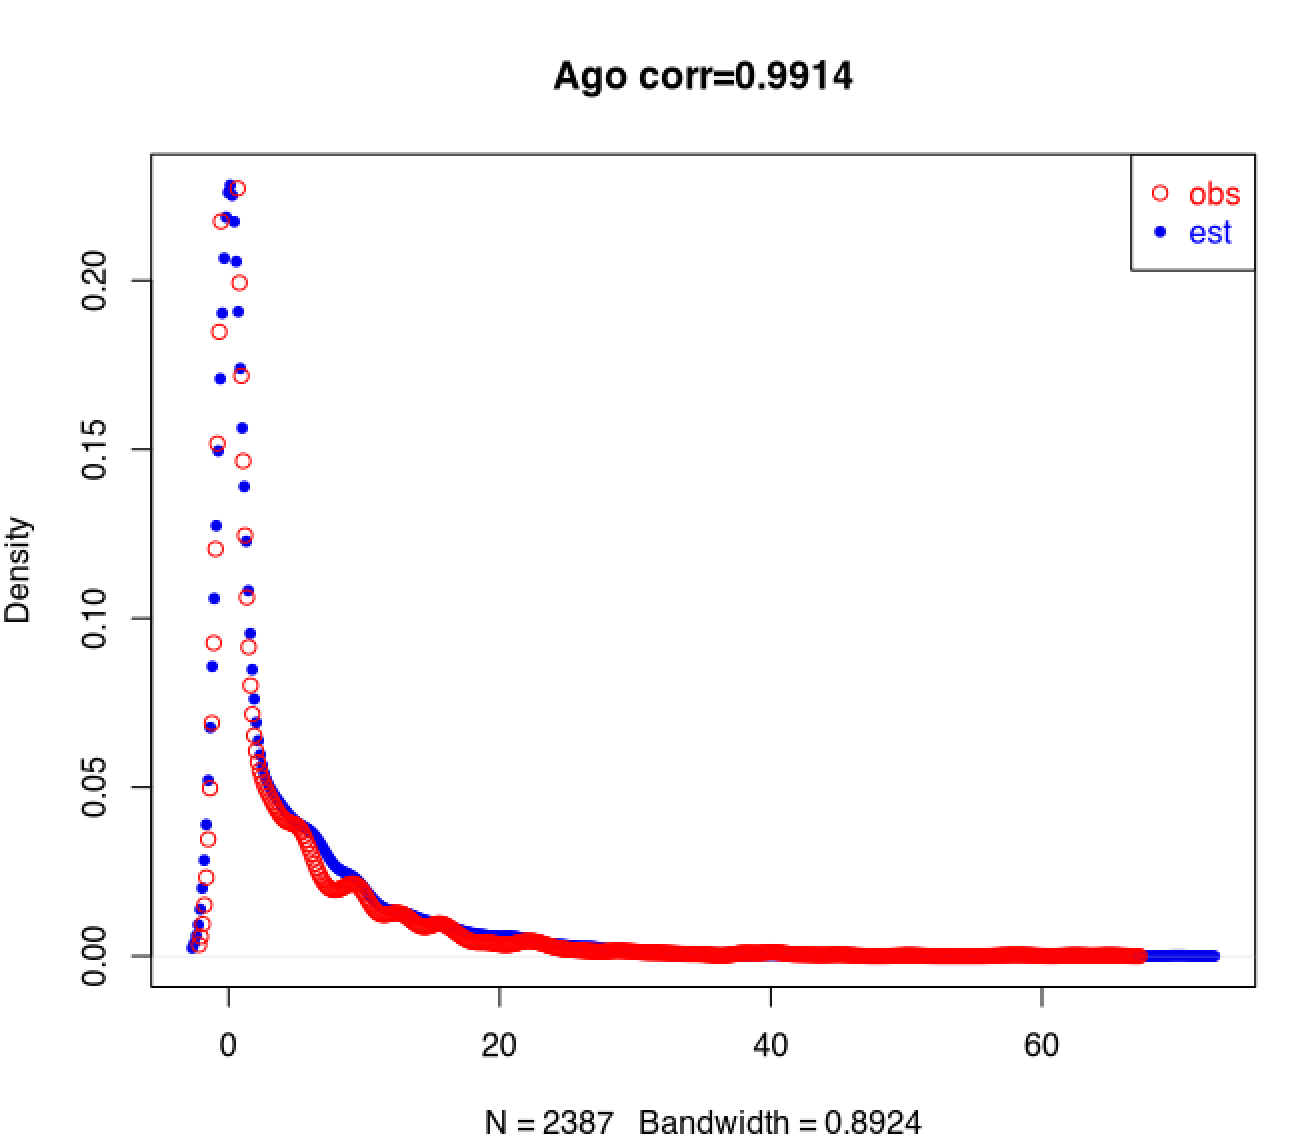 Ago corr=0.9914
obs
est
Density
0.20
0.15
0.10
0.05
0.00
0 20 40 60
N = 2387 Bandwidth = 0.8924